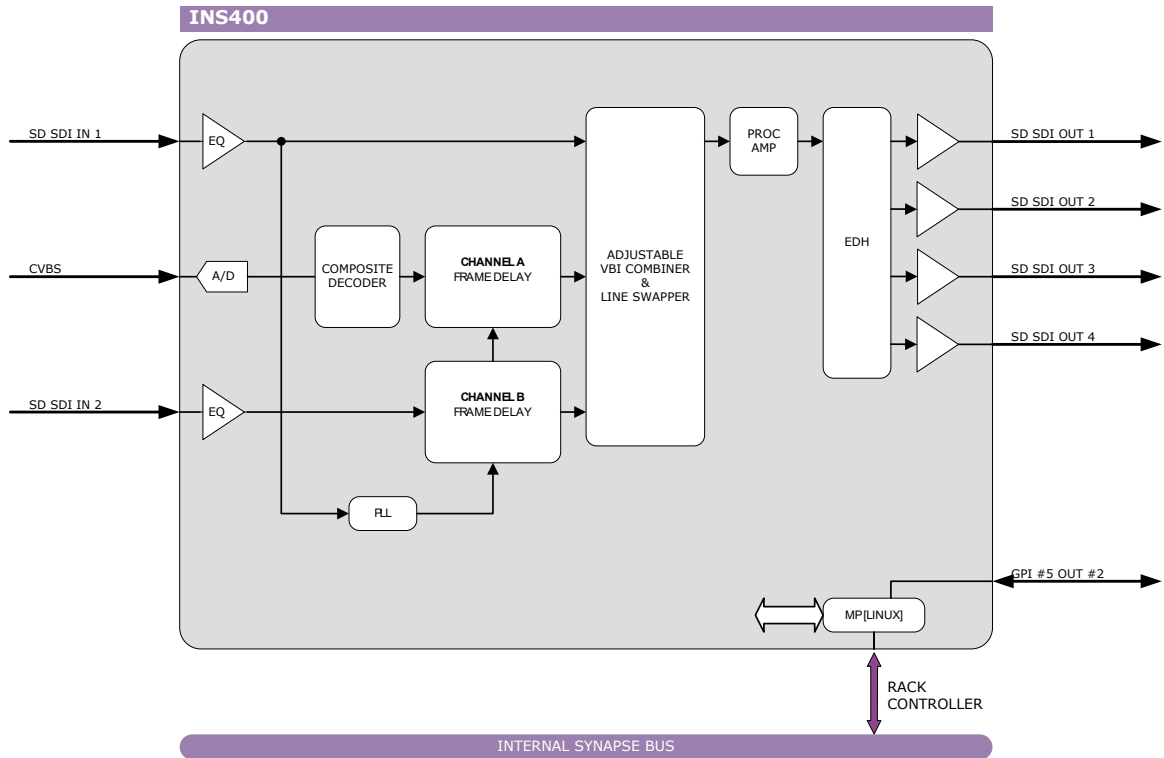 INS400
SD SDI IN 1
EQ
CVBS
A/D
COMPOSITE
DECODER
CHANNEL A
FRAME DELAY
SD SDI IN 2
EQ
CHANNEL B
FRAME DELAY
PLL
ADJUSTABLE
VBI COMBINER
&
LINE SWAPPER
PROC
AMP
EDH
SD SDI OUT 1
SD SDI OUT 2
SD SDI OUT 3
SD SDI OUT 4
GPI #5 OUT #2
MP[LINUX]
RACK
CONTROLLER
INTERNAL SYNAPSE BUS